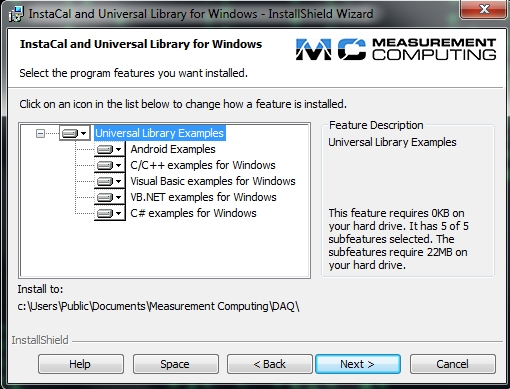 InstaCal and Universal Library for Windows - InstallShield Wizard
InstaCal and Universal Library for Windows
MC MEASUREMENT
COMPUTING
Select the program features you want installed.
Click on an icon in the list below to change how a feature is installed.
Universal Library Examples
Android Examples
C/C++ examples for Windows
Visual Basic examples for Windows
VB.NET examples for Windows
C# examples for Windows
Feature Description
Universal Library Examples
This feature requires 0KB on
your hard drive. It has 5 of 5
subfeatures selected. The
subfeatures require 22MB on
your hard drive.
Install to:
c:\Users\Public\Documents\Measurement Computing\DAQ\
InstallShield
Help
Space
< Back
Next >
Cancel